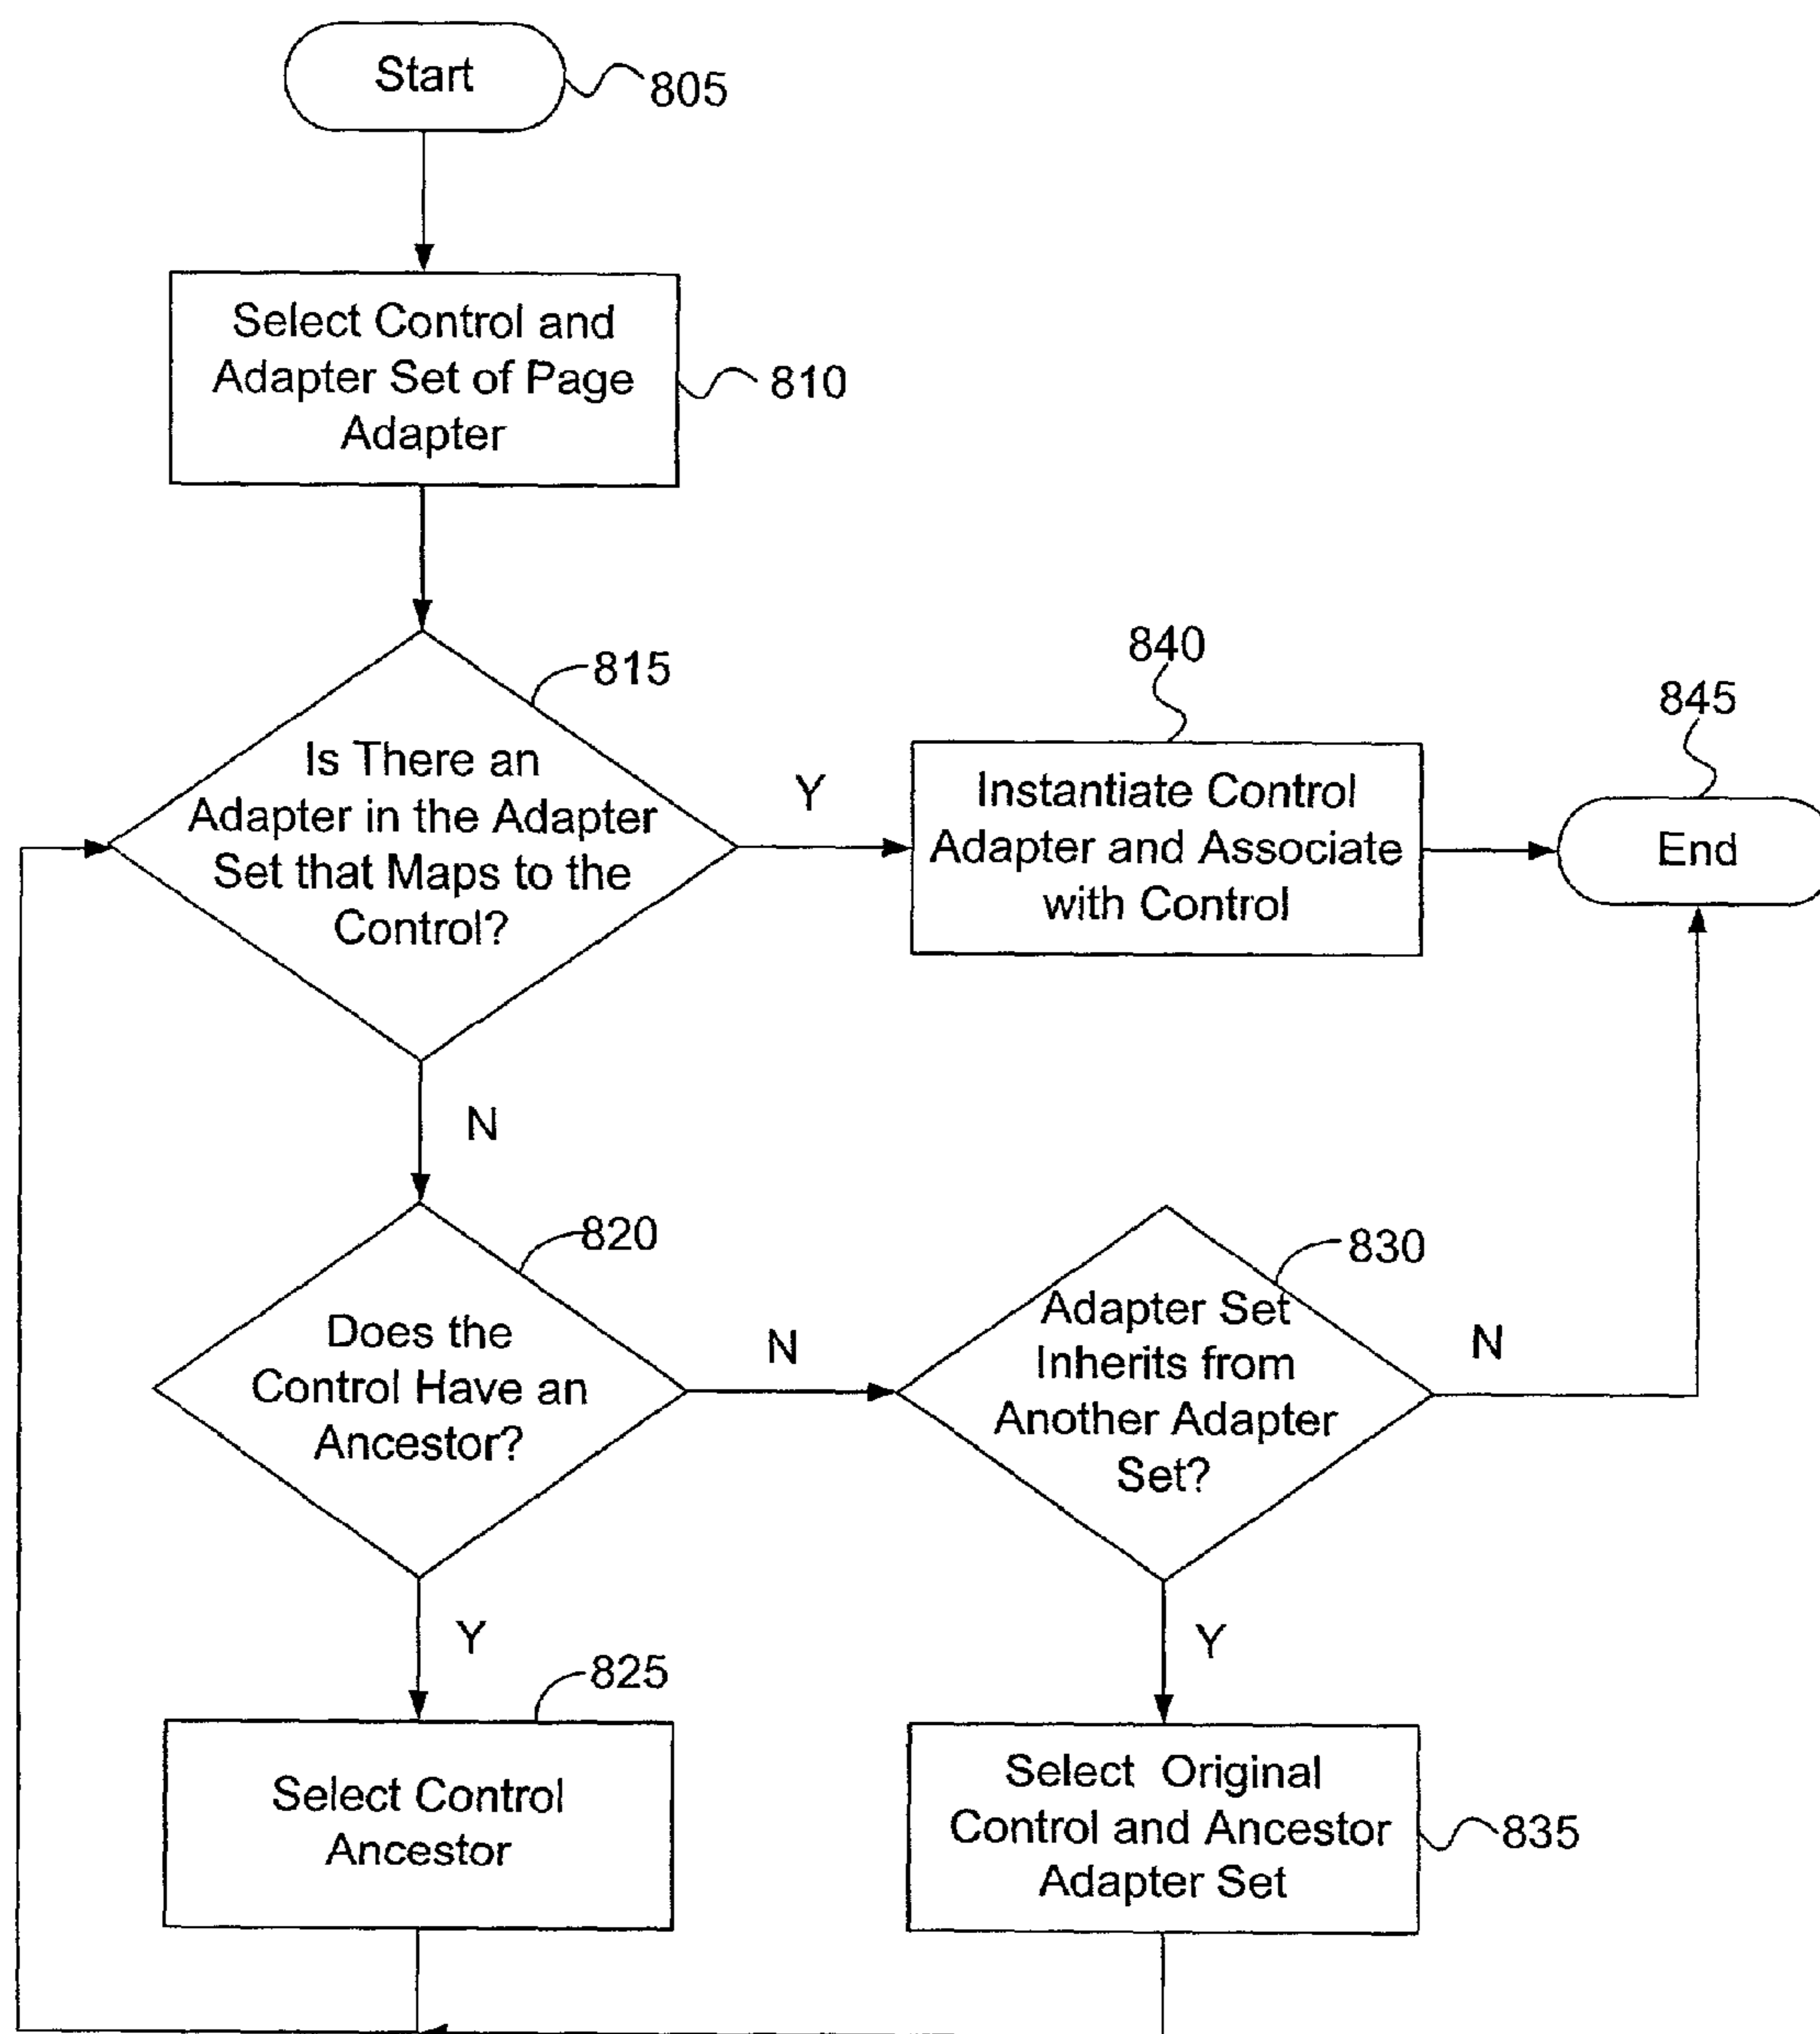 Start
805
Select Control and
Adapter Set of Page
Adapter
810
815
Is There an
Adapter in the Adapter
Set that Maps to the
Control?
Y
840
Instantiate Control
Adapter and Associate
with Control
845
End
N
820
Does the
Control Have an
Ancestor?
N
830
Adapter Set
Inherits from
Another Adapter
Set?
N
Y
825
Select Control
Ancestor
Y
Select Original
Control and Ancestor
Adapter Set
835